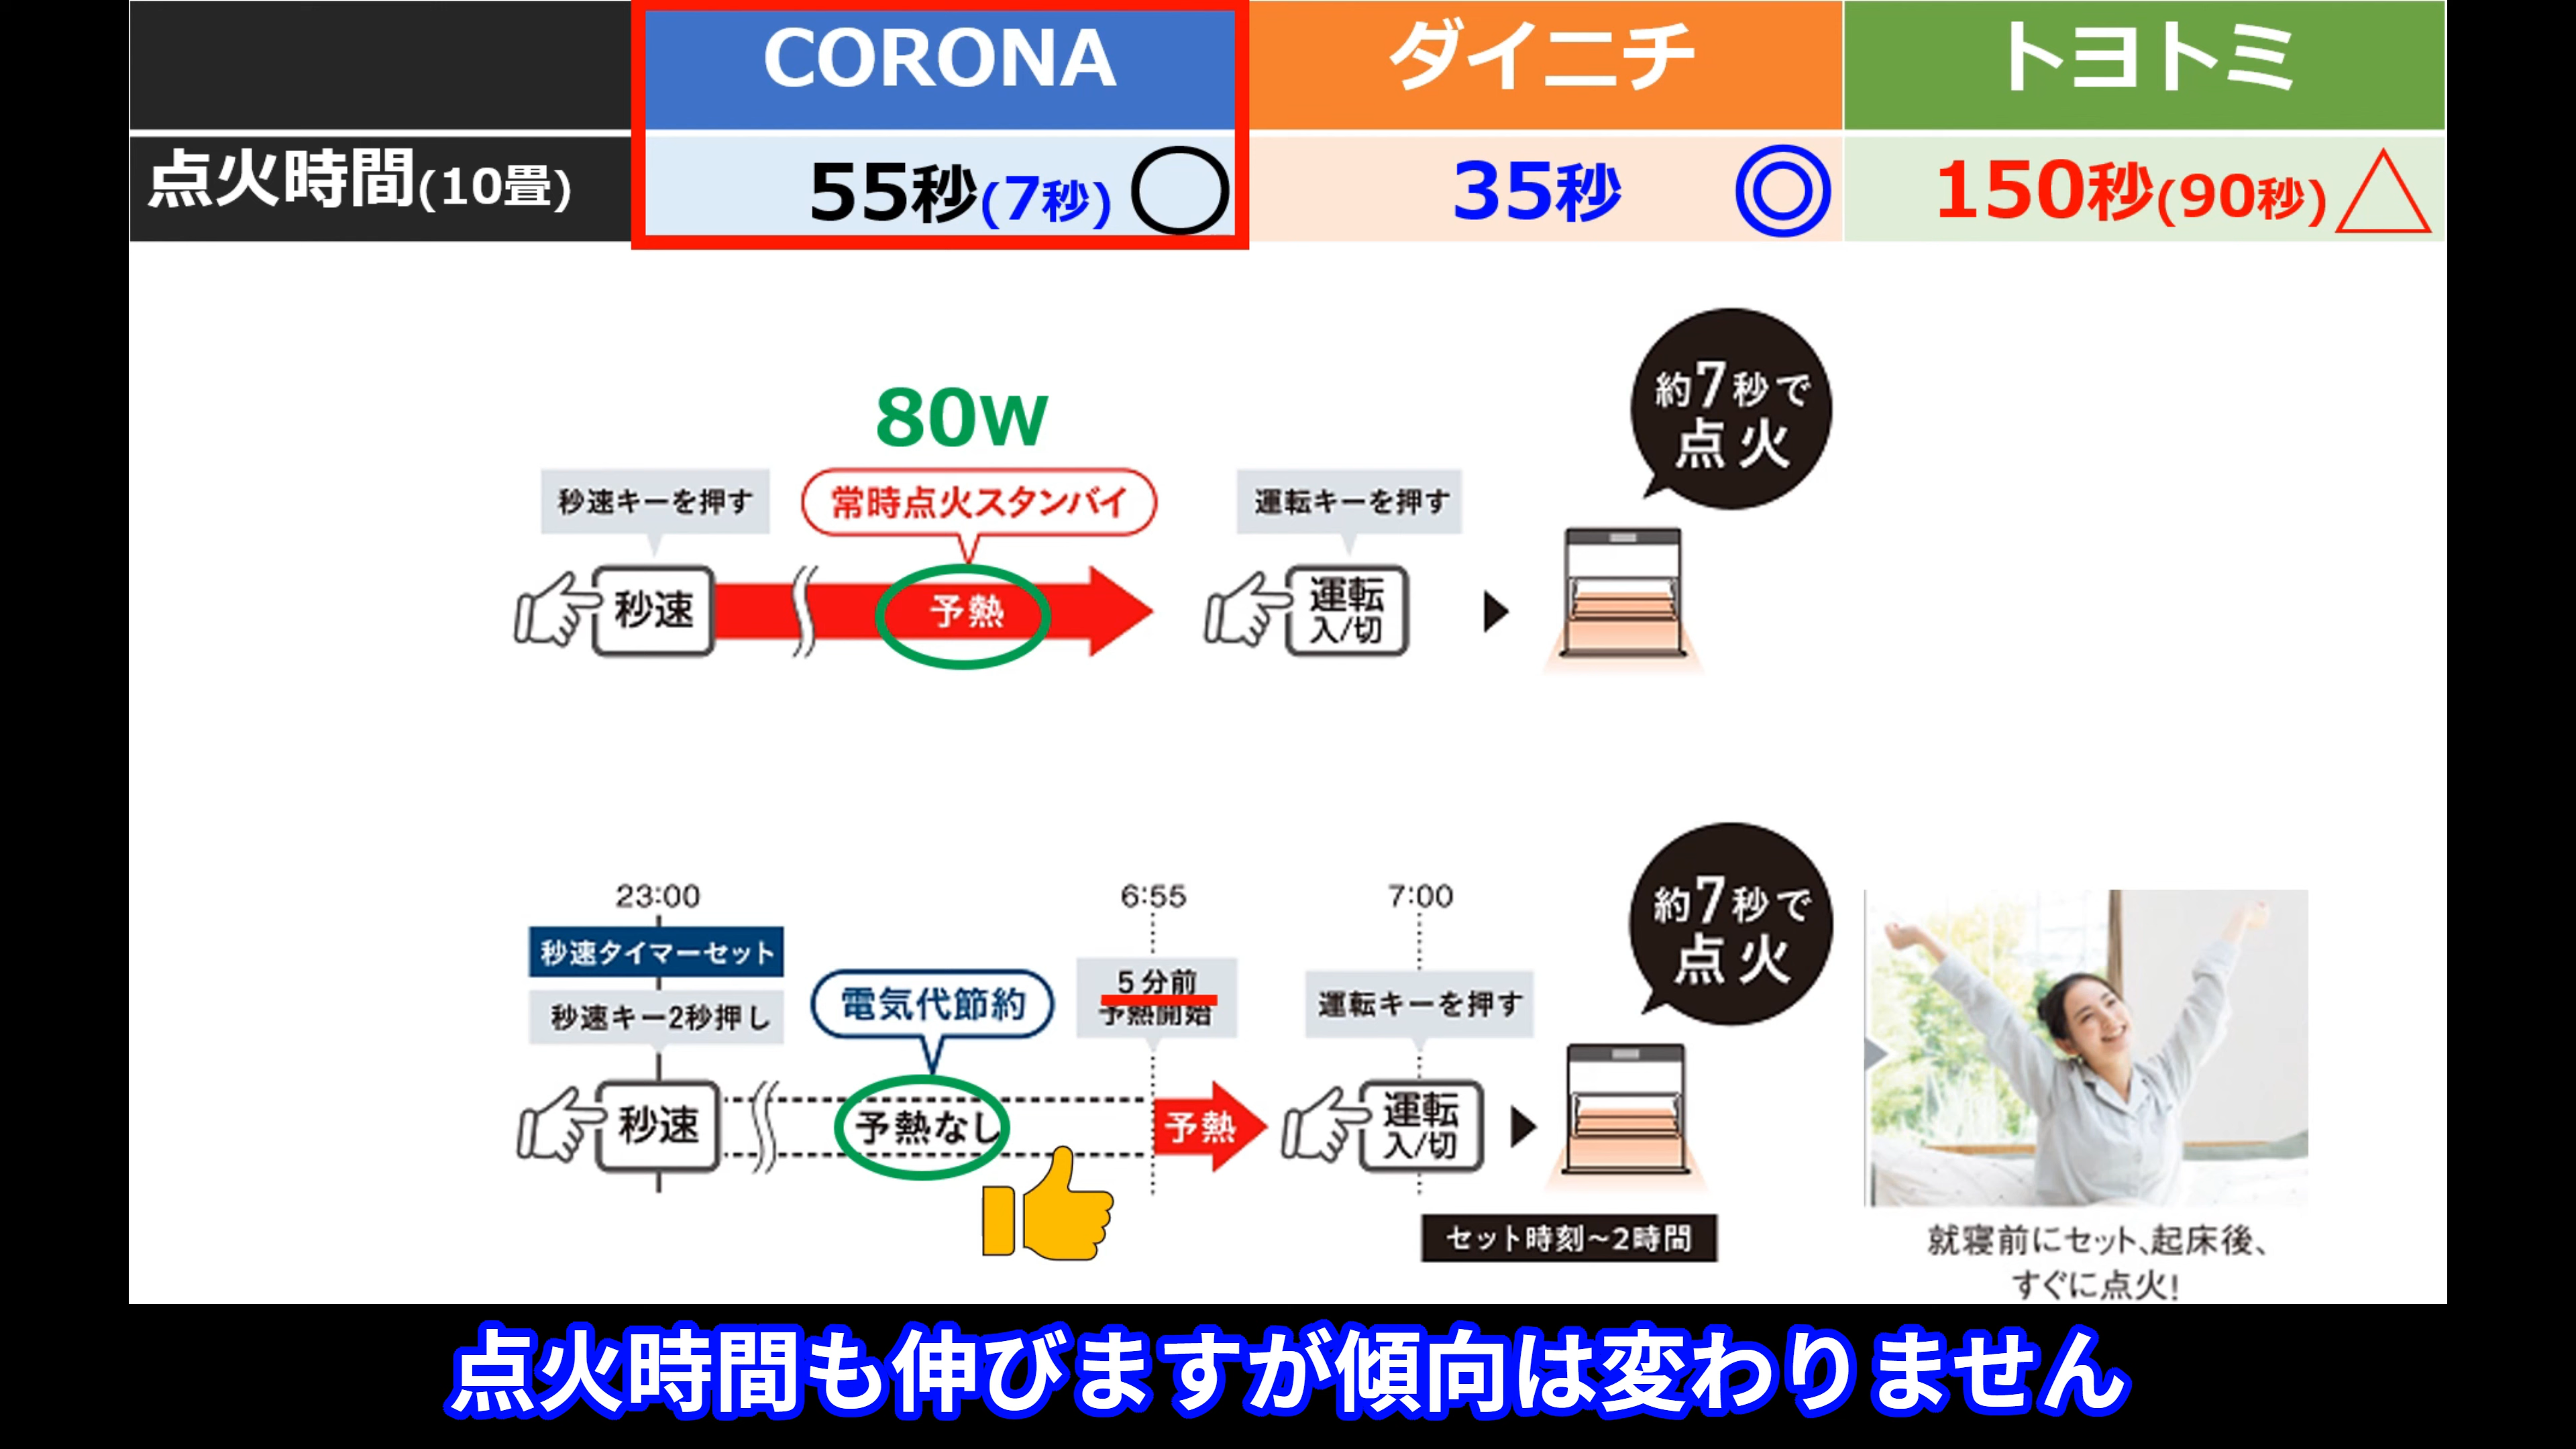 CORONA
ダイニチ
トヨトミ
点火時間(10畳)
55秒(7秒)
35秒
150秒(90秒)
80W
秒速キーを押す
常時点火スタンバイ
運転キーを押す
約7秒で
点火
秒速
予熱
運転
入/切
23:00
6:55
7:00
約7秒で
点火
秒速タイマーセット
秒速キー2秒押し
電気代節約
5分前
予熱開始
運転キーを押す
秒速
予熱なし
予熱
運転
入/切
セット時刻～2時間
就寝前にセット、起床後、
すぐに点火!
点火時間も伸びますが傾向は変わりません